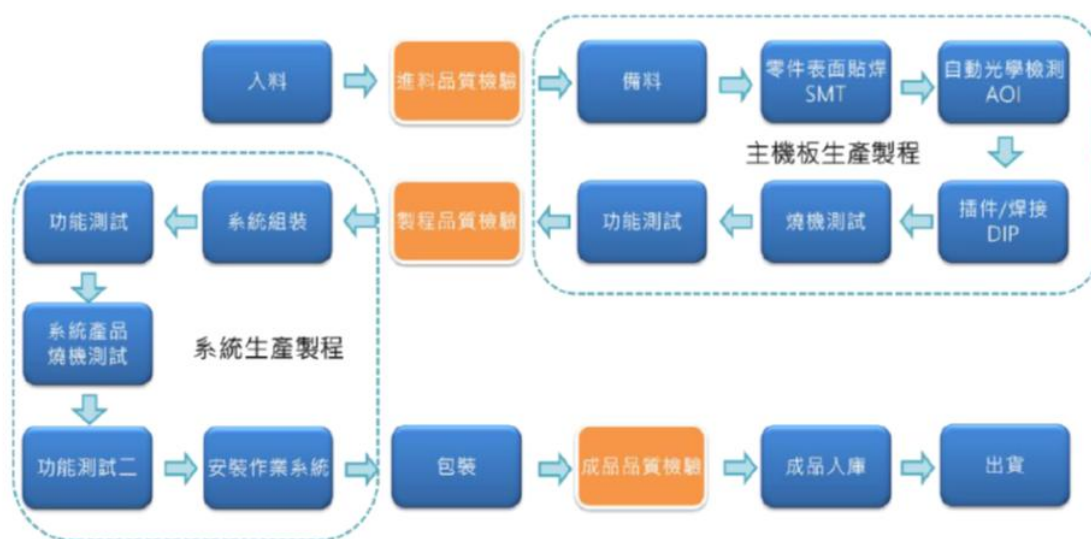 入料
進料品質檢驗
備料
零件表面貼焊
SMT
自動光學檢測
AOI
主機板生產製程
功能測試
系統組裝
製程品質檢驗
功能測試
燒機測試
插件/焊接
DIP
系統產品
燒機測試
系統生產製程
功能測試二
安裝作業系統
包裝
成品品質檢驗
成品入庫
出貨